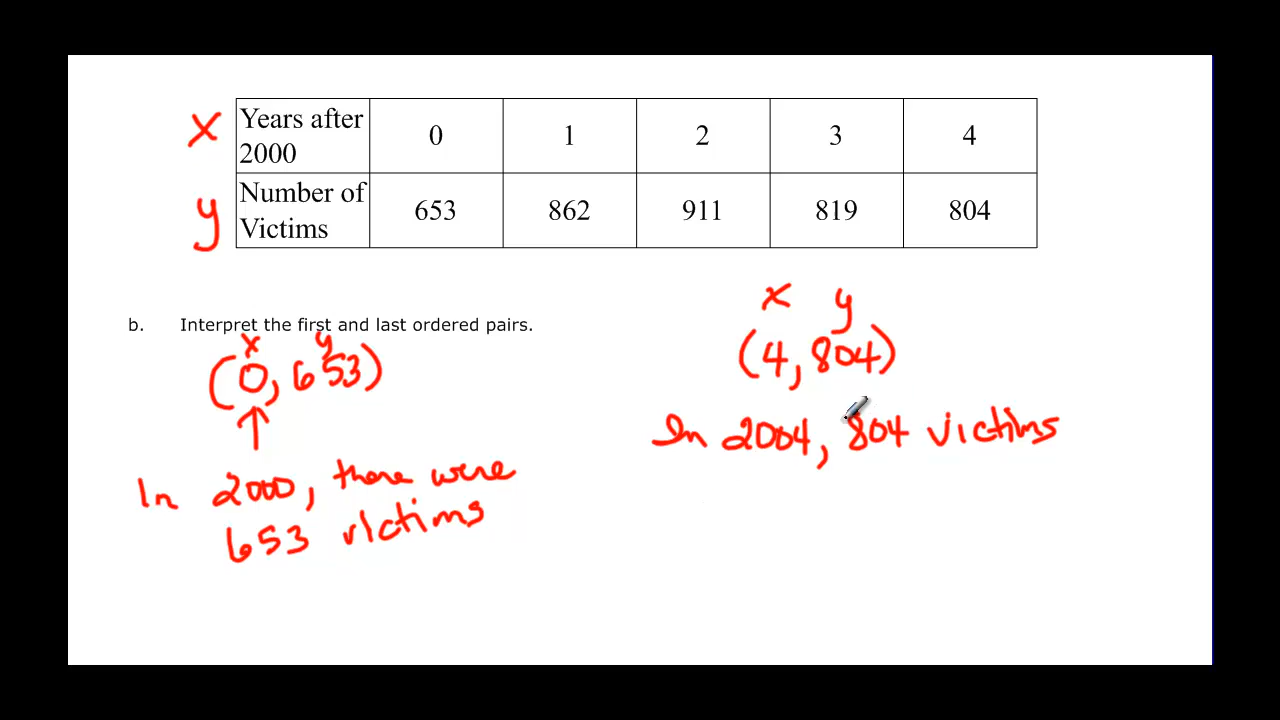 x Years after 2000 0 1 2 3 4
y Number of Victims 653 862 911 819 804
b. Interpret the first and last ordered pairs.
x y
(0, 653)
In 2000, there were
653 victims
x y
(4, 804)
In 2004, 804 victims